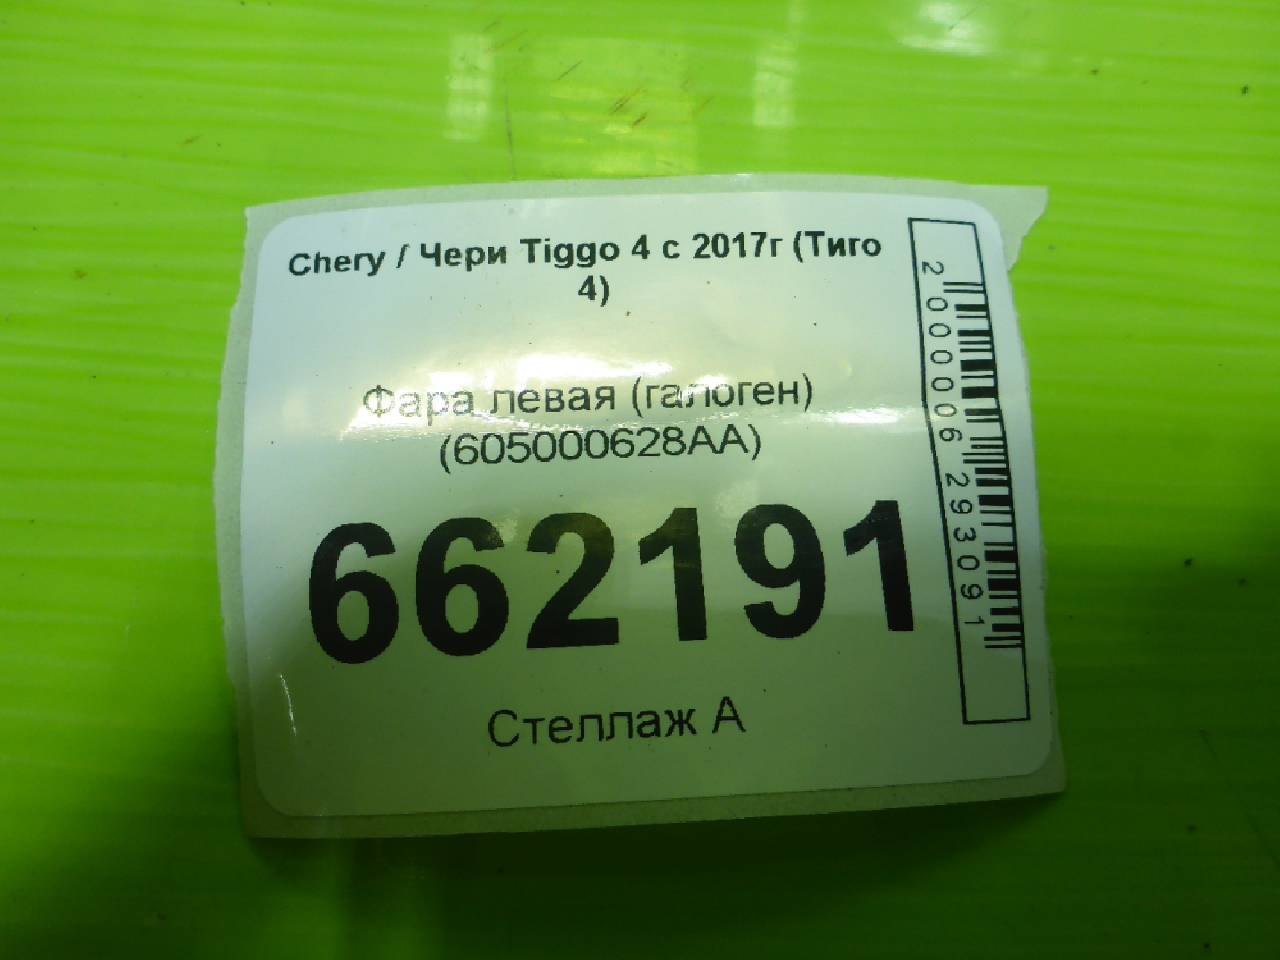 Chery / Чери Tiggo 4 с 2017г (Тиго
4)
Фара левая (галоген)
(605000628AA)
662191
Стеллаж А
2000006293091